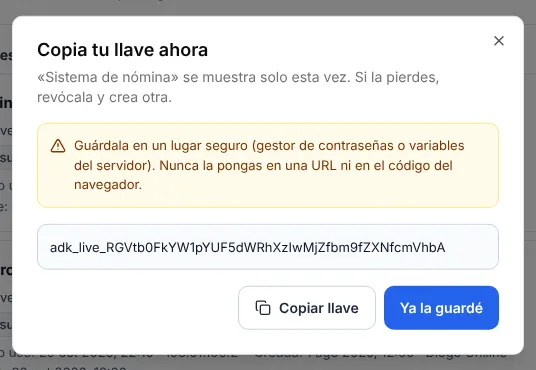 Copia tu llave ahora
«Sistema de nómina» se muestra solo esta vez. Si la pierdes,
revócala y crea otra.
Guárdala en un lugar seguro (gestor de contraseñas o variables
del servidor). Nunca la pongas en una URL ni en el código del
navegador.
adk_live_RGVtb0FkYW1pYUF5dWRhXzIwMjZfbm9fZXNfcmVhbA
Copiar llave
Ya la guardé